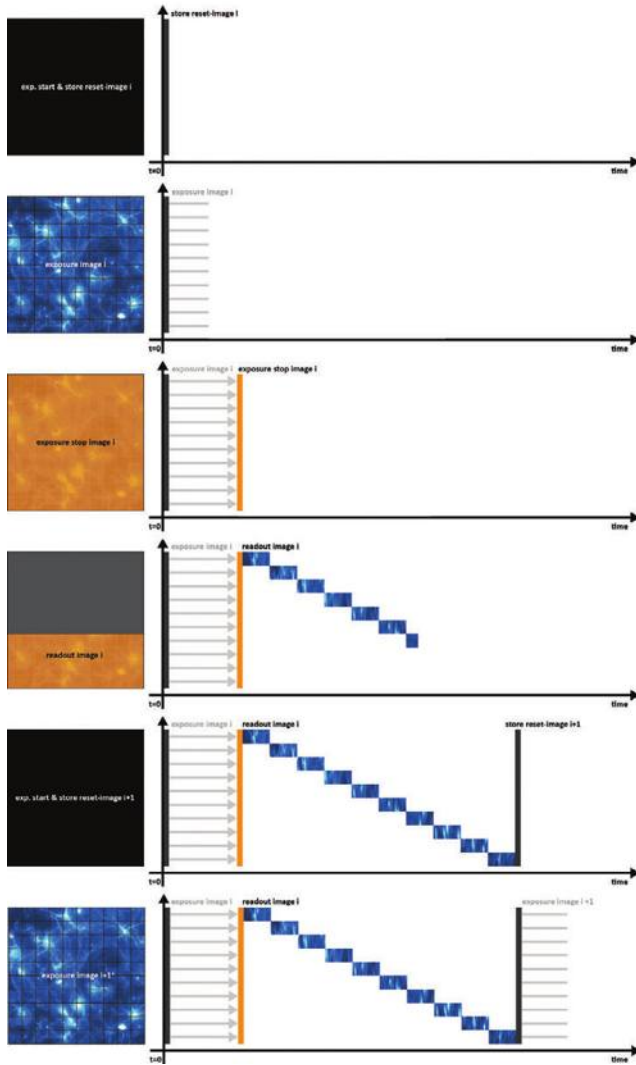 store reset-image i
exp. start & store reset-image i
t=0
time
exposure image i
exposure image i
t=0
time
exposure image i
exposure stop image i
exposure stop image i
t=0
time
exposure image i
readout image i
readout image i
t=0
time
exposure image i
readout image i
store reset-image i+1
exp. start & store reset-image i+1
t=0
time
exposure image i
readout image i
exposure image i +1
exposure image i+1"
t=0
time